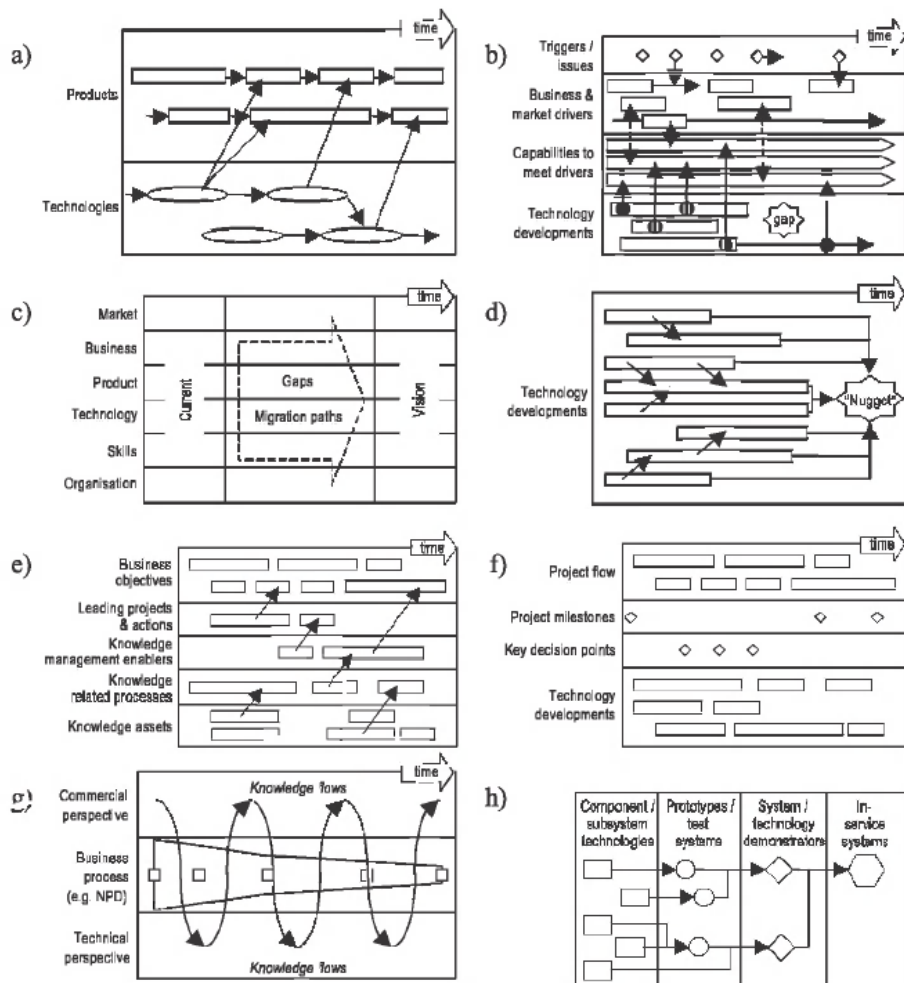 a)
time
Products
Technologies
b)
time
Triggers /
issues
Business &
market drivers
Capabilities to
meet drivers
Technology
developments
gap
c)
time
Market
Business
Product
Technology
Skills
Organisation
Current
Gaps
Migration paths
Vision
d)
time
Technology
developments
"Nugget"
e)
time
Business
objectives
Leading projects
& actions
Knowledge
management enablers
Knowledge
related processes
Knowledge assets
f)
time
Project flow
Project milestones
Key decision points
Technology
developments
g)
time
Commercial
perspective
Knowledge flows
Business
process
(e.g. NPD)
Technical
perspective
Knowledge flows
h)
Component /
subsystem
technologies
Prototypes /
test
systems
System /
technology
demonstrators
In-
service
systems